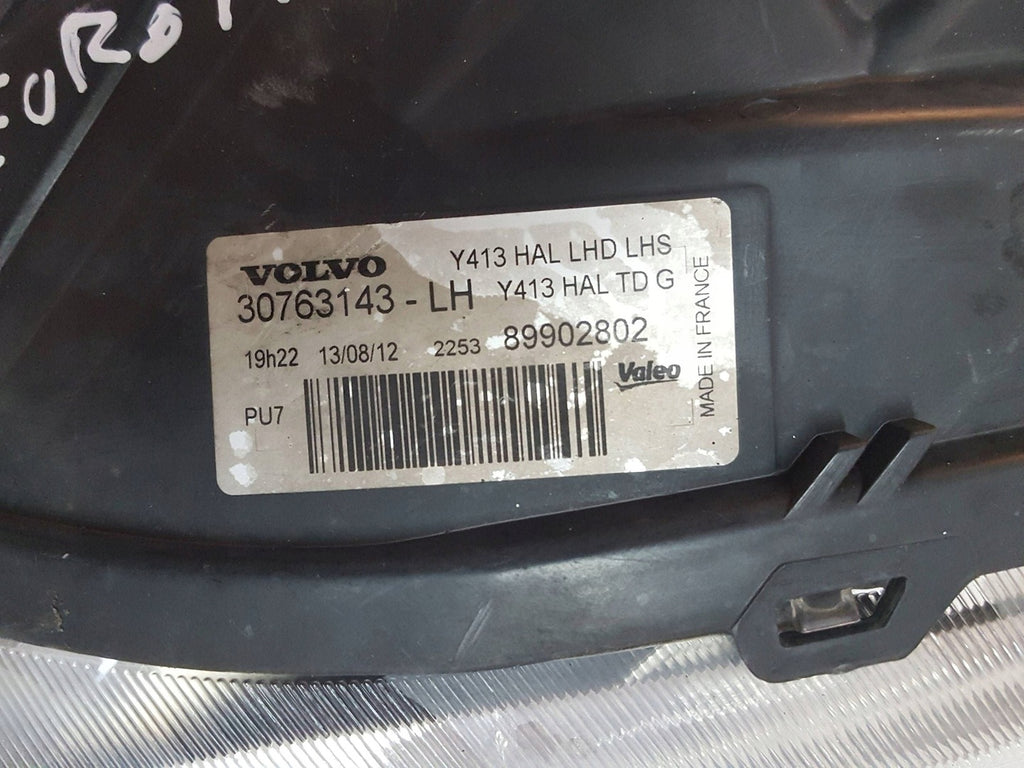 VOLVO
Y413 HAL LHD LHS
30763143 - LH
Y413 HAL TD G
19h22 13/08/12 2253 89902802
Valeo
PU7
MADE IN FRANCE